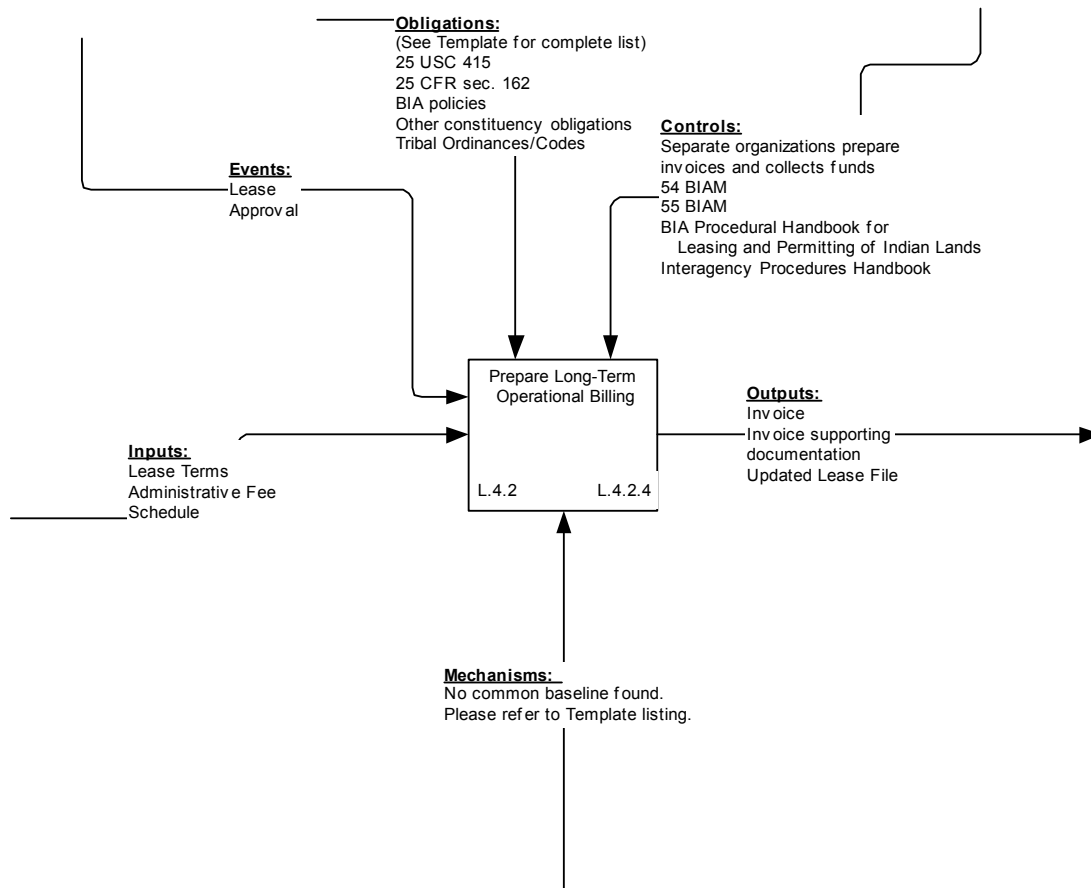 Obligations:
(See Template for complete list)
25 USC 415
25 CFR sec. 162
BIA policies
Other constituency obligations
Tribal Ordinances/Codes
Controls:
Separate organizations prepare
invoices and collects funds
54 BIAM
55 BIAM
BIA Procedural Handbook for
Leasing and Permitting of Indian Lands
Interagency Procedures Handbook
Events:
Lease
Approval
Prepare Long-Term
Operational Billing
L.4.2 L.4.2.4
Outputs:
Invoice
Invoice supporting
documentation
Updated Lease File
Inputs:
Lease Terms
Administrative Fee
Schedule
Mechanisms:
No common baseline found.
Please refer to Template listing.